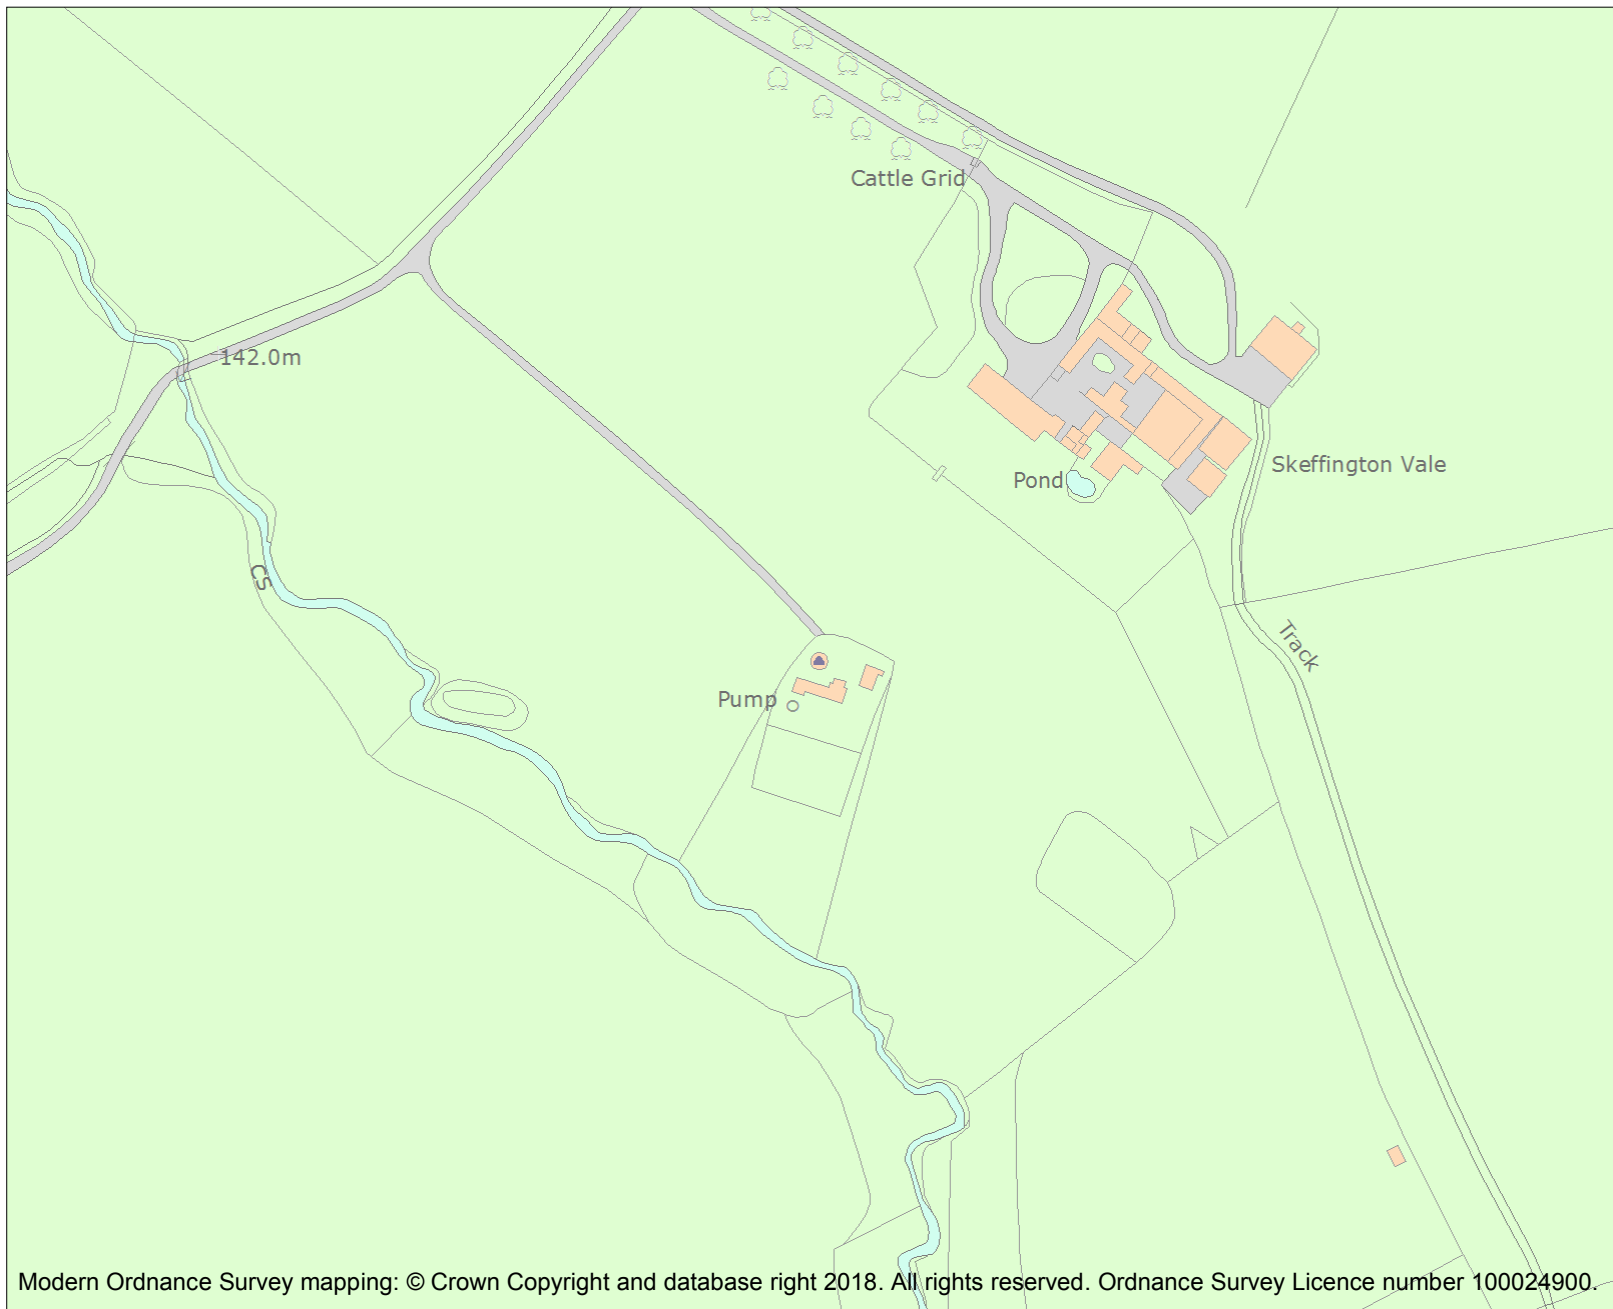 Cattle Grid
142.0m
Skeffington Vale
Pond
CS
Track
Pump
Modern Ordnance Survey mapping: © Crown Copyright and database right 2018. All rights reserved. Ordnance Survey Licence number 100024900.